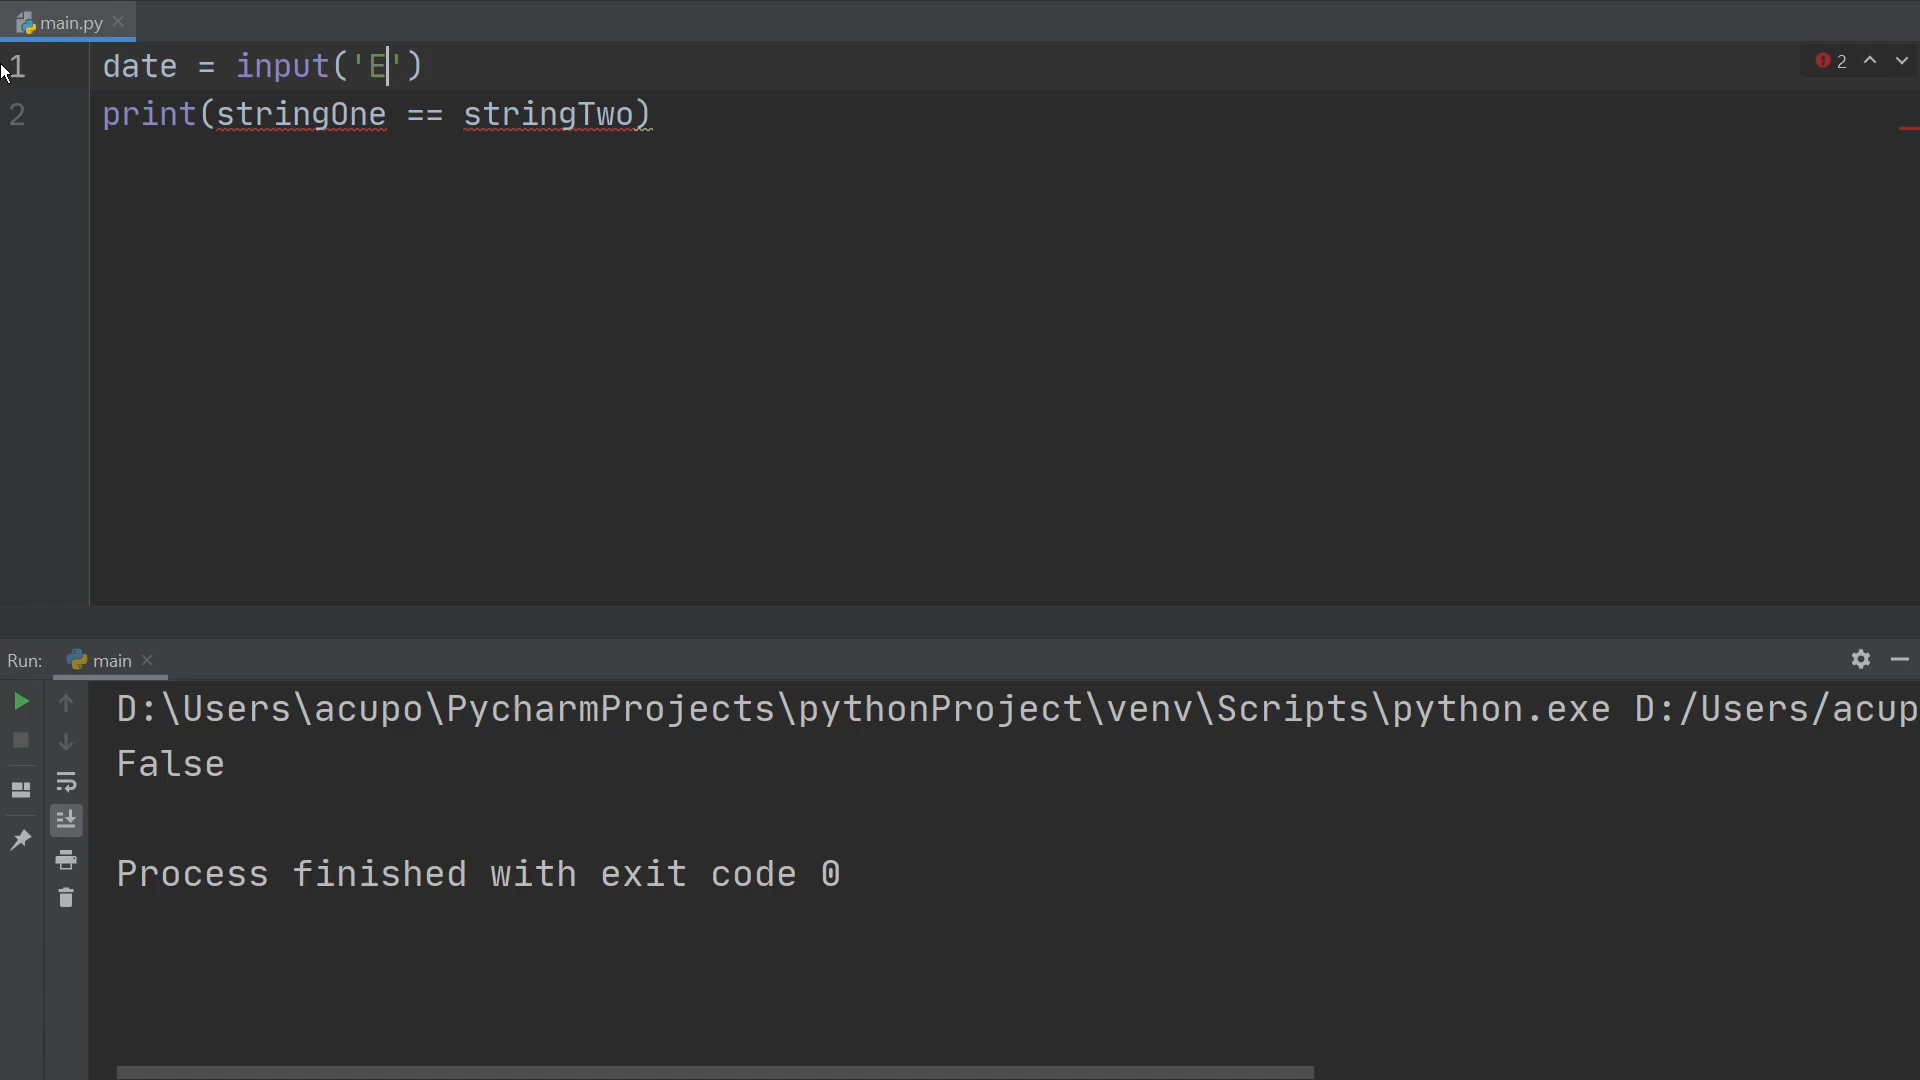 main.py
1 date = input('E')
2
2 print(stringOne == stringTwo)
Run: main
D:\Users\acupo\PycharmProjects\pythonProject\venv\Scripts\python.exe D:/Users/acup
False
Process finished with exit code 0